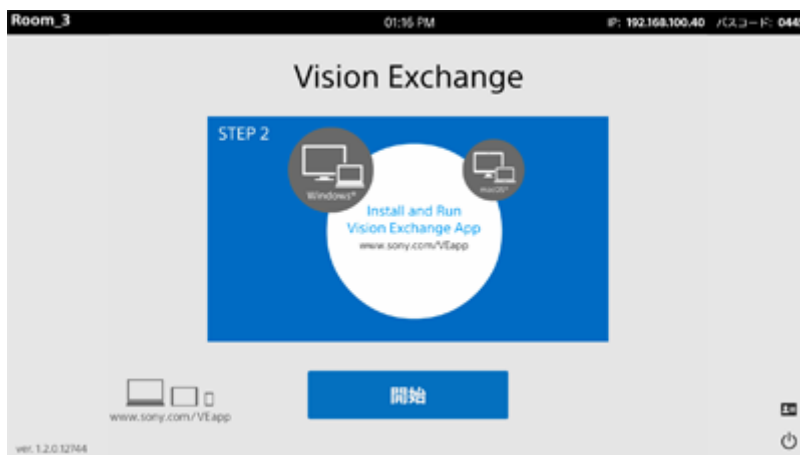 Room_3 01:16 PM IP: 192.168.100.40 パスコード: 044
Vision Exchange
STEP 2
Windows*
macOS*
Install and Run
Vision Exchange App
www.sony.com/VEapp
開始
www.sony.com/VEapp
ver. 1.2.0.12744